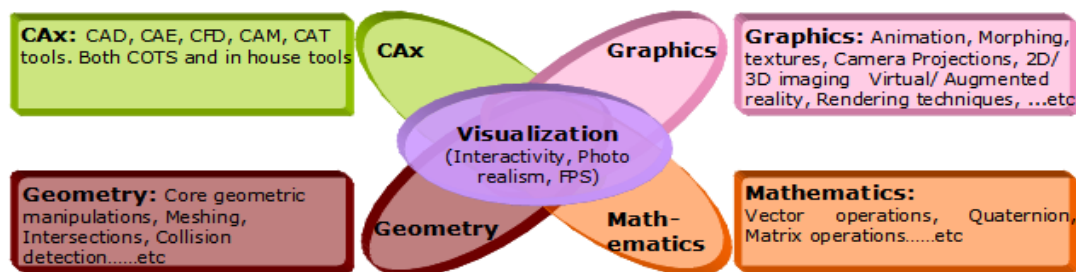 CAx: CAD, CAE, CFD, CAM, CAT
tools. Both COTS and in house tools
CAx
Graphics
Graphics: Animation, Morphing,
textures, Camera Projections, 2D/
3D imaging Virtual/ Augmented
reality, Rendering techniques, ...etc
Visualization
(Interactivity, Photo
realism, FPS)
Geometry: Core geometric
manipulations, Meshing,
Intersections, Collision
detection......etc
Geometry
Math-
ematics
Mathematics:
Vector operations, Quaternion,
Matrix operations......etc